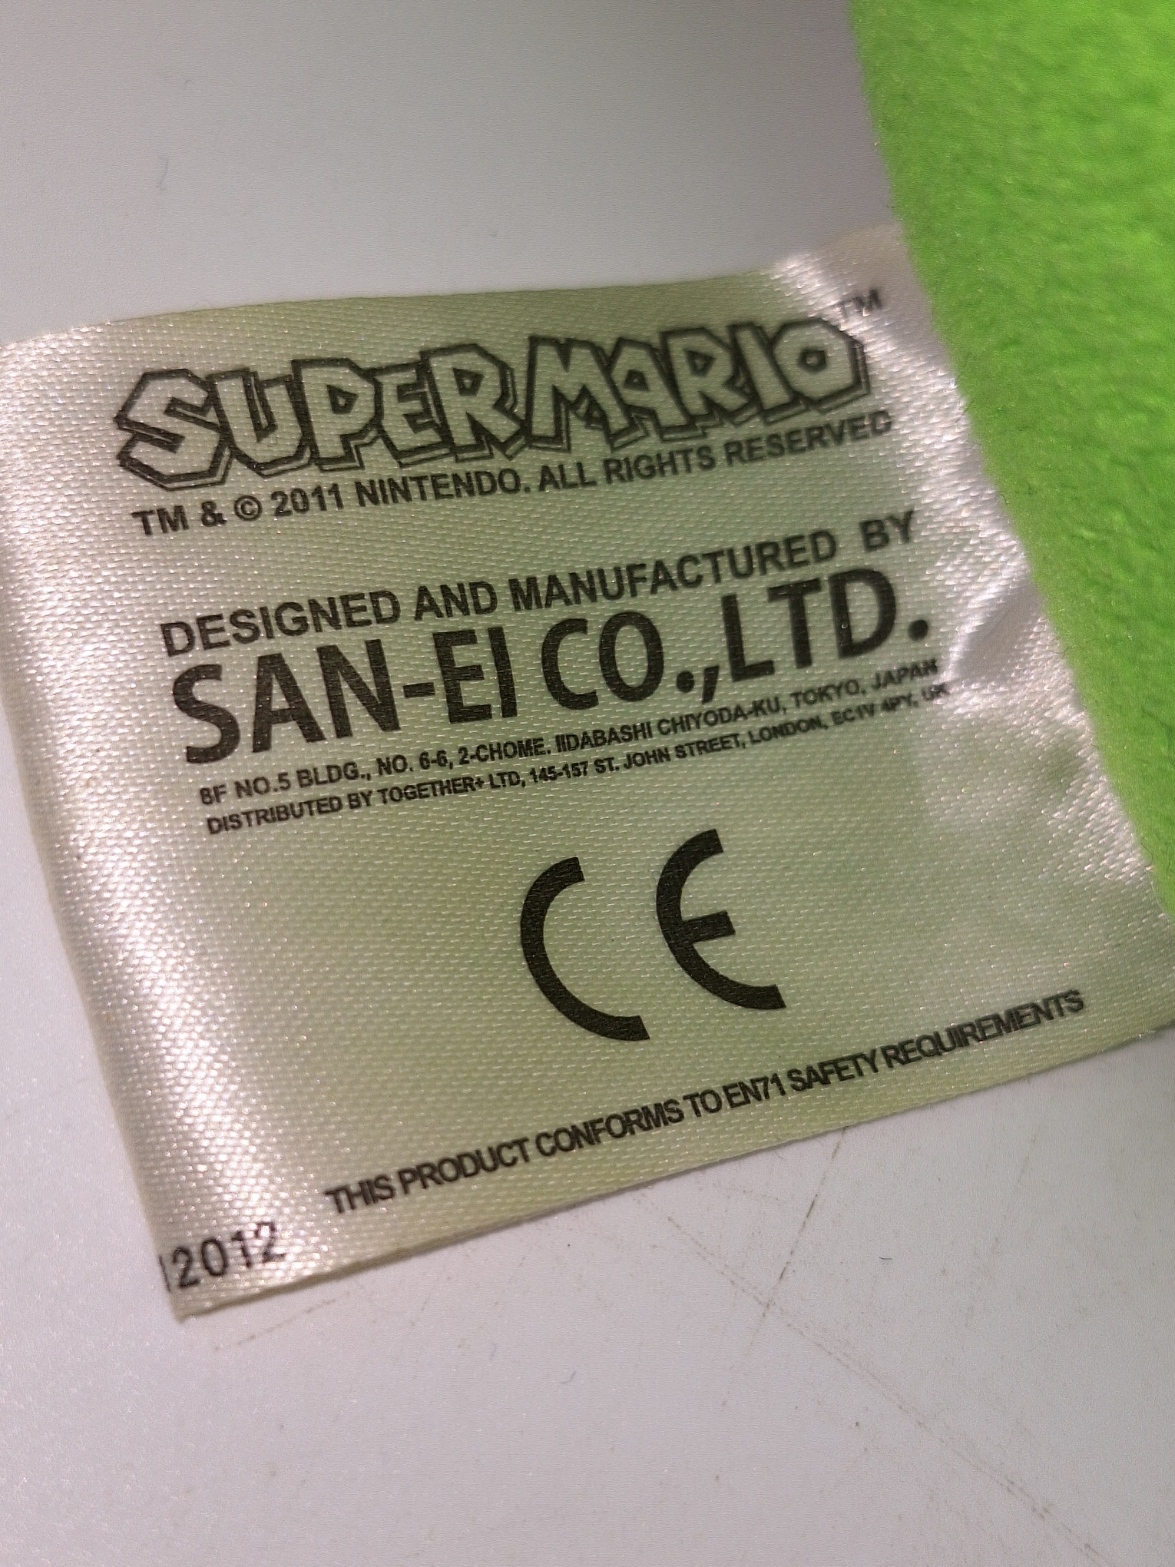 SUPER MARIO™
TM & © 2011 NINTENDO. ALL RIGHTS RESERVED
DESIGNED AND MANUFACTURED BY
SAN-EI CO.,LTD.
8F NO.5 BLDG., NO. 6-6, 2-CHOME. IIDABASHI CHIYODA-KU, TOKYO, JAPAN
DISTRIBUTED BY TOGETHER+ LTD, 145-157 ST. JOHN STREET, LONDON, EC1V 4PY, UK
CE
THIS PRODUCT CONFORMS TO EN71 SAFETY REQUIREMENTS
2012